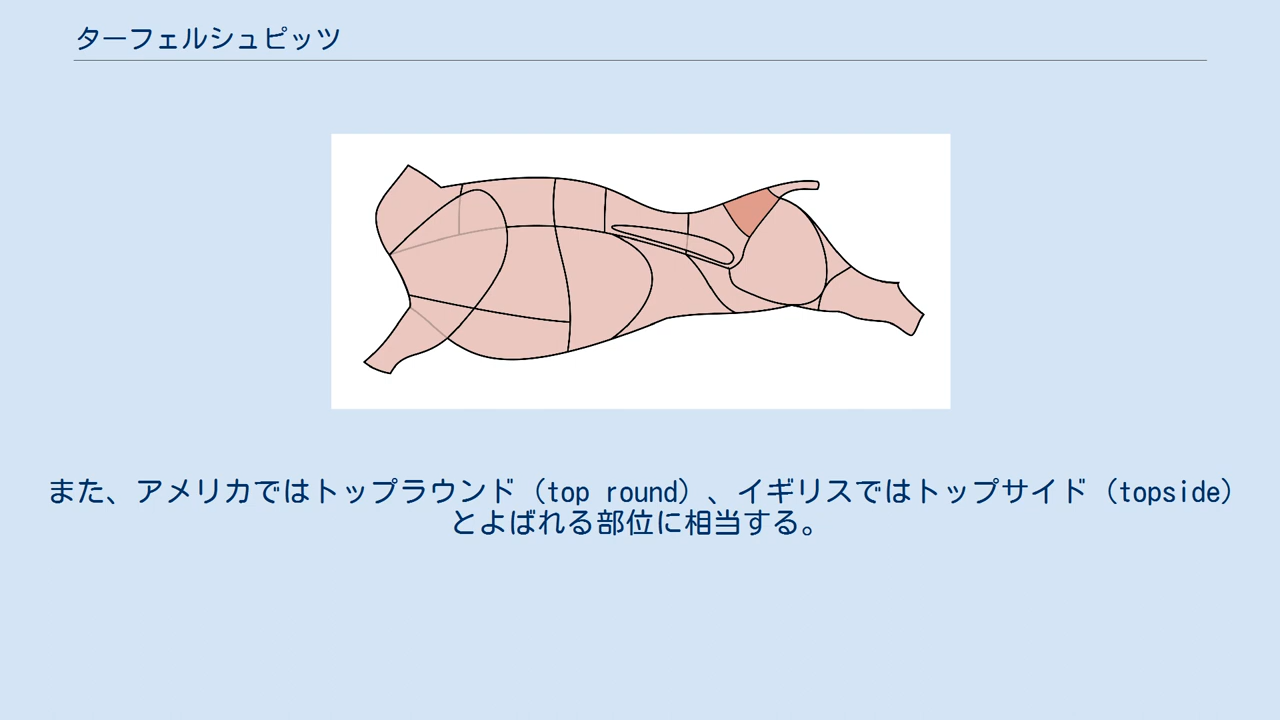 ターフェルシュピッツ
また、アメリカではトップラウンド（top round）、イギリスではトップサイド（topside）
とよばれる部位に相当する。